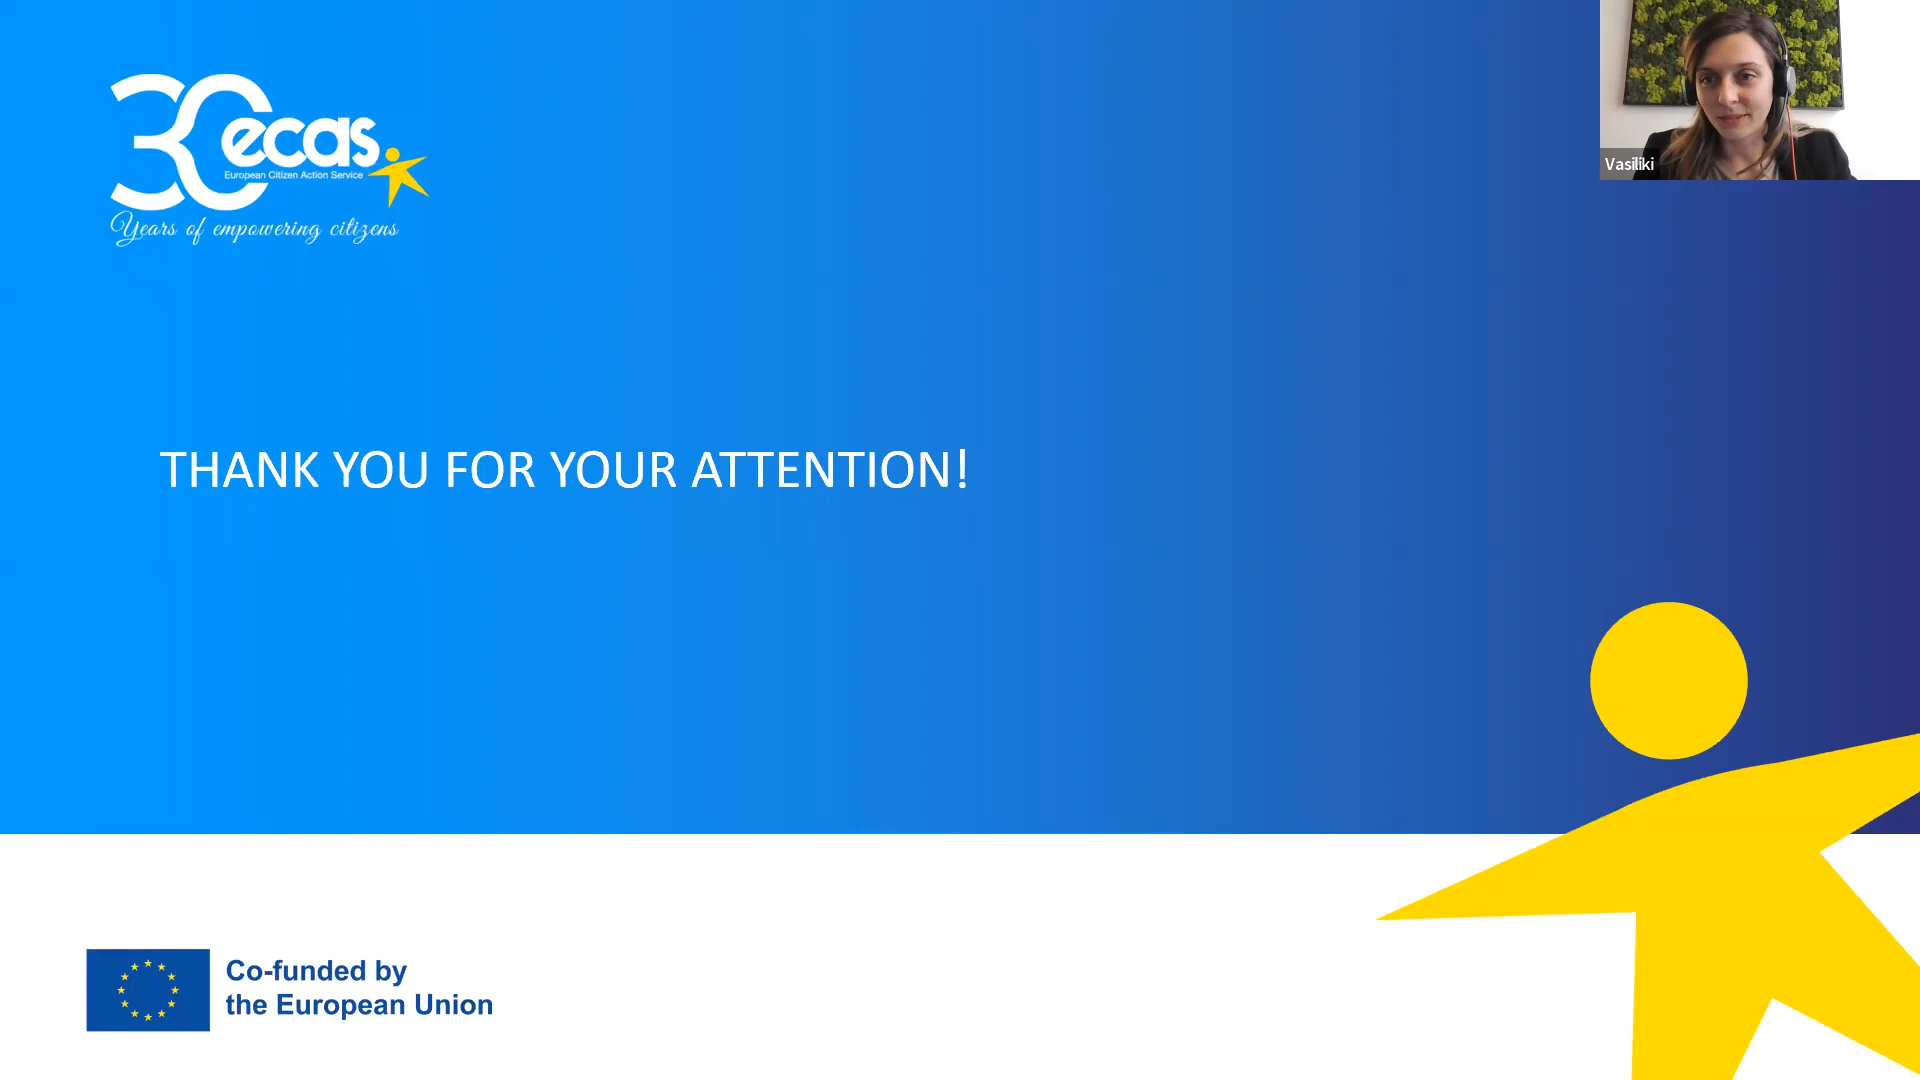 30 ecas
European Citizen Action Service
Years of empowering citizens
Vasiliki
THANK YOU FOR YOUR ATTENTION!
Co-funded by
the European Union